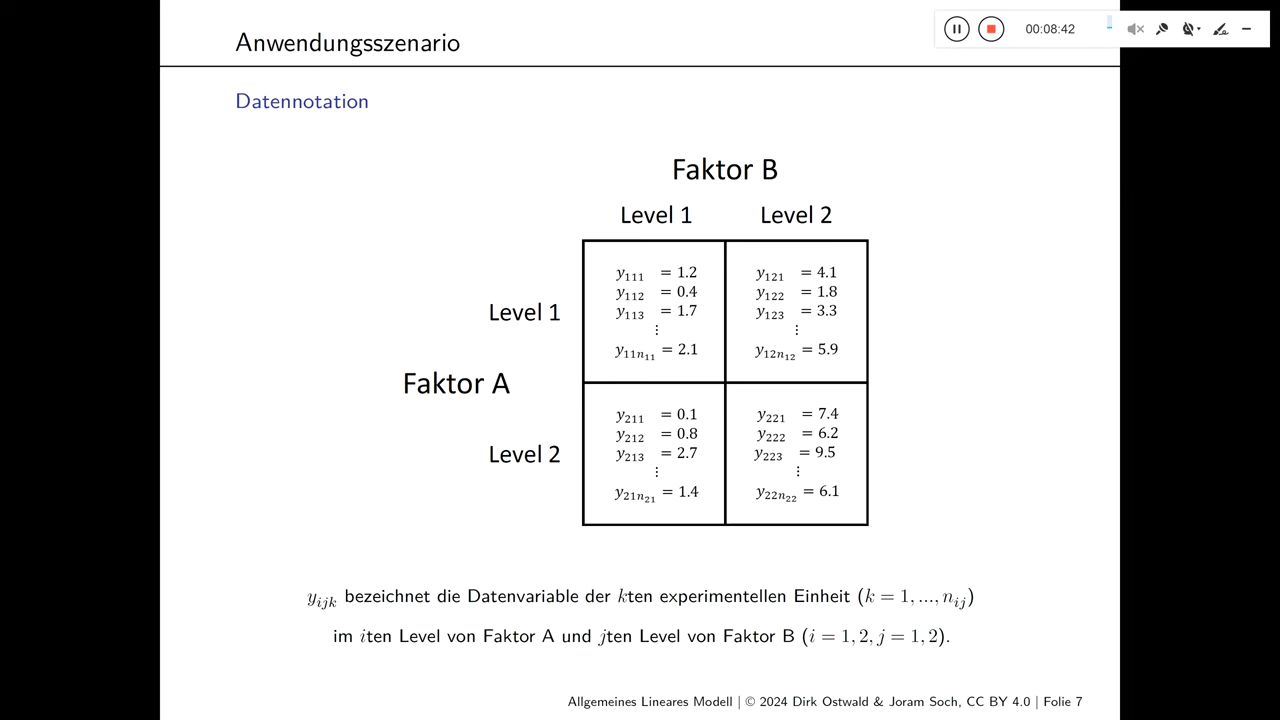 Anwendungsszenario
00:08:42
Datennotation
Faktor B
Level 1 Level 2
Level 1
y₁₁₁ = 1.2
y₁₁₂ = 0.4
y₁₁₃ = 1.7
⋮
y₁₁ₙ₁₁ = 2.1
y₁₂₁ = 4.1
y₁₂₂ = 1.8
y₁₂₃ = 3.3
⋮
y₁₂ₙ₁₂ = 5.9
Faktor A
Level 2
y₂₁₁ = 0.1
y₂₁₂ = 0.8
y₂₁₃ = 2.7
⋮
y₂₁ₙ₂₁ = 1.4
y₂₂₁ = 7.4
y₂₂₂ = 6.2
y₂₂₃ = 9.5
⋮
y₂₂ₙ₂₂ = 6.1
yᵢⱼₖ bezeichnet die Datenvariable der kten experimentellen Einheit (k = 1, ..., nᵢⱼ)
im iten Level von Faktor A und jten Level von Faktor B (i = 1, 2, j = 1, 2).
Allgemeines Lineares Modell | © 2024 Dirk Ostwald & Joram Soch, CC BY 4.0 | Folie 7